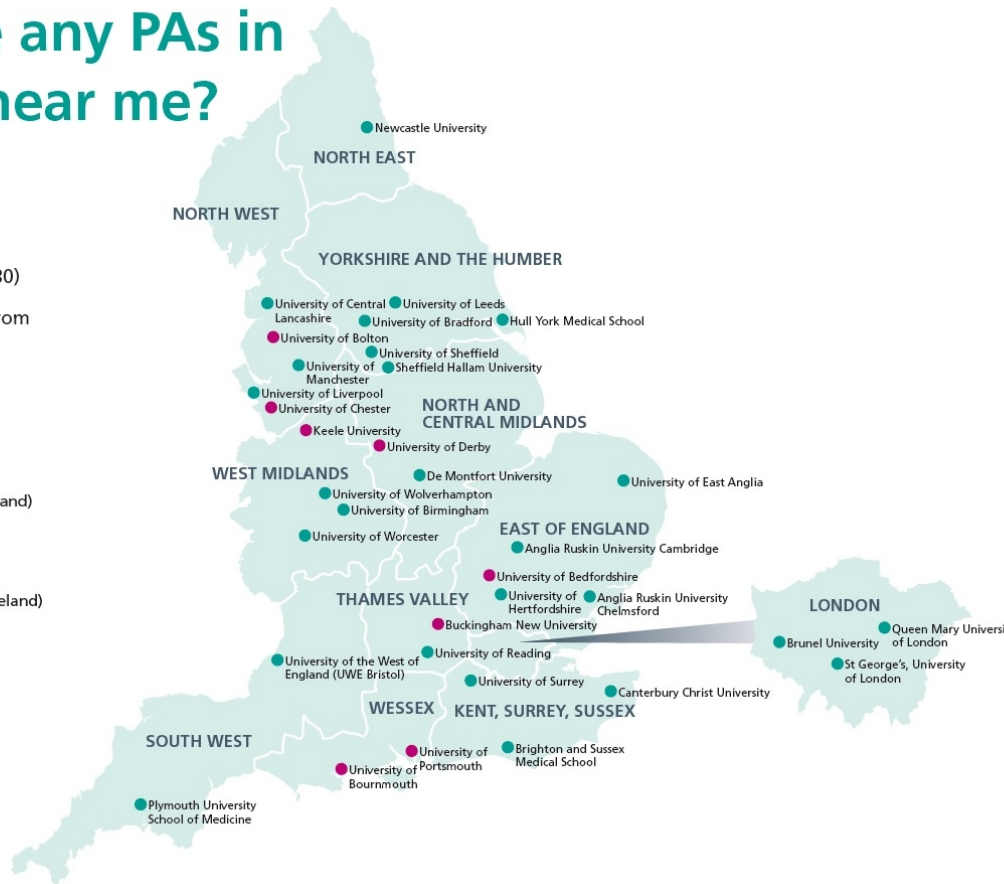 e any PAs in
near me?
Newcastle University
NORTH EAST
NORTH WEST
YORKSHIRE AND THE HUMBER
30)
rom
University of Central
Lancashire
University of Leeds
University of Bradford
Hull York Medical School
University of Bolton
University of Sheffield
University of
Manchester
Sheffield Hallam University
University of Liverpool
University of Chester
NORTH AND
CENTRAL MIDLANDS
Keele University
University of Derby
WEST MIDLANDS
De Montfort University
University of East Anglia
University of Wolverhampton
and)
University of Birmingham
EAST OF ENGLAND
University of Worcester
Anglia Ruskin University Cambridge
University of Bedfordshire
THAMES VALLEY
University of
Hertfordshire
Anglia Ruskin University
Chelmsford
eland)
LONDON
Buckingham New University
Queen Mary Universi
of London
Brunel University
University of Reading
University of the West of
England (UWE Bristol)
St George's, University
of London
University of Surrey
Canterbury Christ University
WESSEX
KENT, SURREY, SUSSEX
SOUTH WEST
University of
Portsmouth
Brighton and Sussex
Medical School
University of
Bournmouth
Plymouth University
School of Medicine